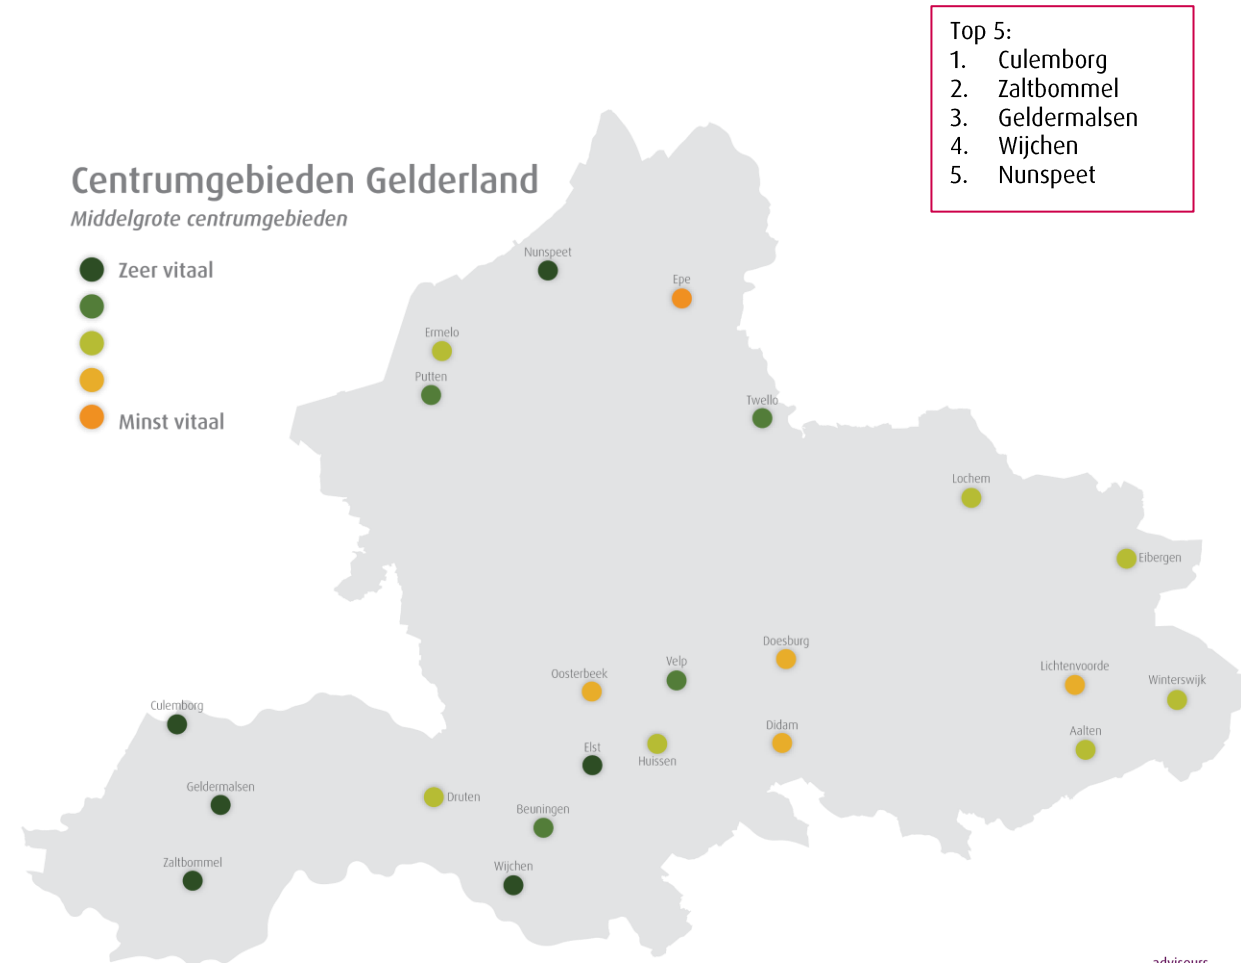 Top 5:
1. Culemborg
2. Zaltbommel
3. Geldermalsen
4. Wijchen
5. Nunspeet
Centrumgebieden Gelderland
Middelgrote centrumgebieden
Zeer vitaal
Minst vitaal
Nunspeet
Epe
Ermelo
Putten
Twello
Lochem
Eibergen
Doesburg
Velp
Oosterbeek
Lichtenvoorde
Winterswijk
Culemborg
Didam
Aalten
Elst
Huissen
Geldermalsen
Druten
Beuningen
Zaltbommel
Wijchen